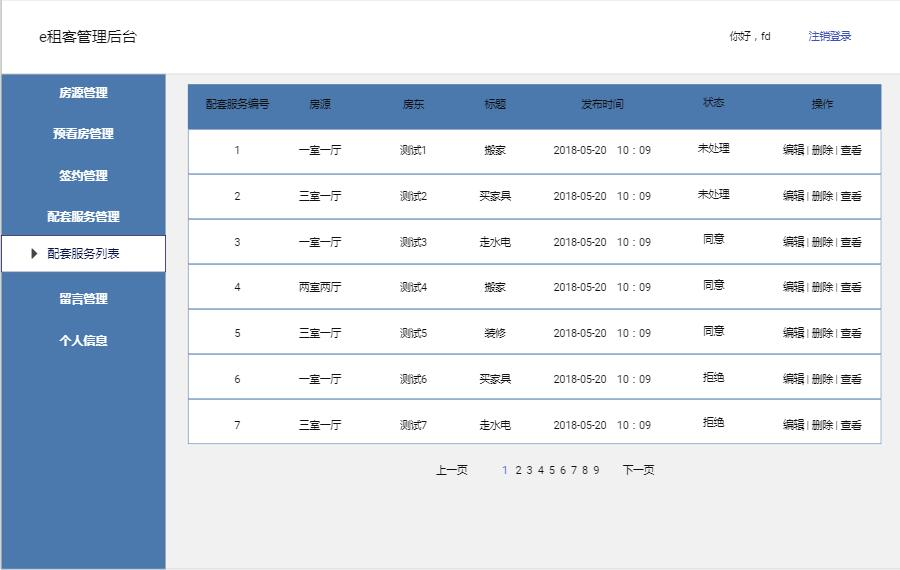 e租客管理后台
你好，fd 注销登录
房源管理
预看房管理
签约管理
配套服务管理
配套服务列表
留言管理
个人信息
配套服务编号 房源 房东 标题 发布时间 状态 操作
1 一室一厅 测试1 搬家 2018-05-20 10：09 未处理 编辑 | 删除 | 查看
2 三室一厅 测试2 买家具 2018-05-20 10：09 未处理 编辑 | 删除 | 查看
3 一室一厅 测试3 走水电 2018-05-20 10：09 同意 编辑 | 删除 | 查看
4 两室两厅 测试4 搬家 2018-05-20 10：09 同意 编辑 | 删除 | 查看
5 三室一厅 测试5 装修 2018-05-20 10：09 同意 编辑 | 删除 | 查看
6 一室一厅 测试6 买家具 2018-05-20 10：09 拒绝 编辑 | 删除 | 查看
7 三室一厅 测试7 走水电 2018-05-20 10：09 拒绝 编辑 | 删除 | 查看
上一页 1 2 3 4 5 6 7 8 9 下一页